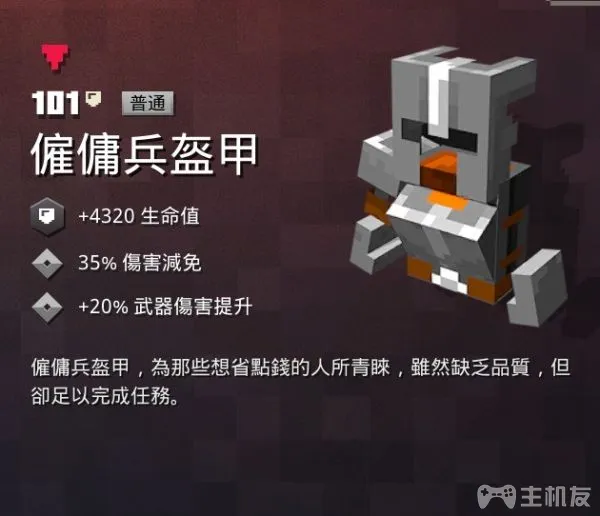 101 普通
僱傭兵盔甲
+4320 生命值
35% 傷害減免
+20% 武器傷害提升
僱傭兵盔甲，為那些想省點錢的人所青睞，雖然缺乏品質，但
卻足以完成任務。
主机友